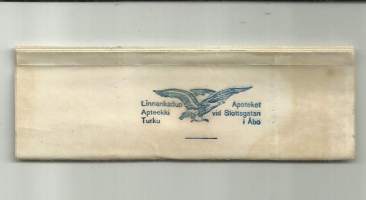 Linnankadun Apteekki Turku
Apoteket vid Slottsgatan i Åbo